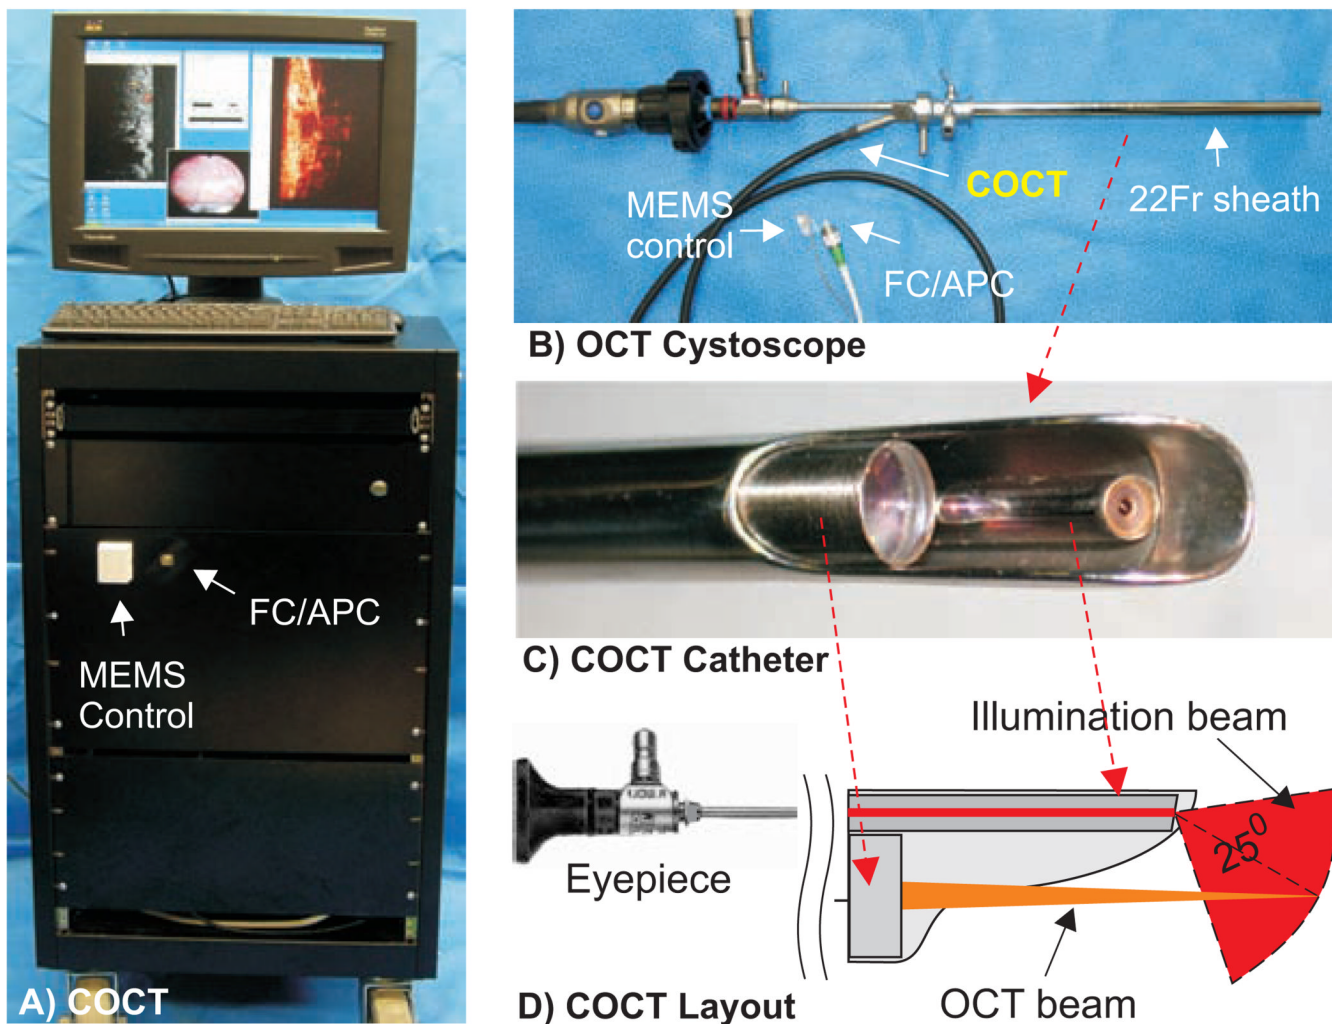 MEMS
Control
FC/APC
A) COCT
COCT
22Fr sheath
MEMS
control
FC/APC
B) OCT Cystoscope
C) COCT Catheter
Illumination beam
25⁰
Eyepiece
OCT beam
D) COCT Layout